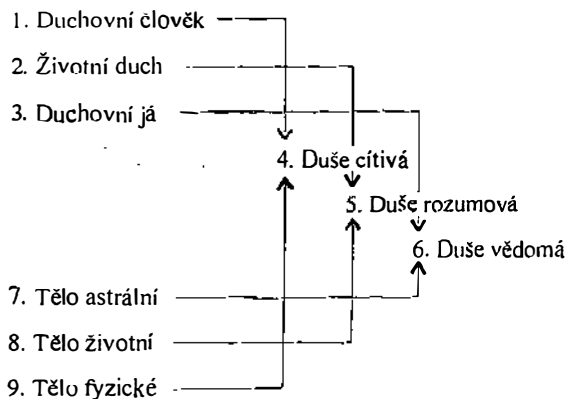 1. Duchovní člověk
2. Životní duch
3. Duchovní já
4. Duše cítivá
5. Duše rozumová
6. Duše vědomá
7. Tělo astrální
8. Tělo životní
9. Tělo fyzické